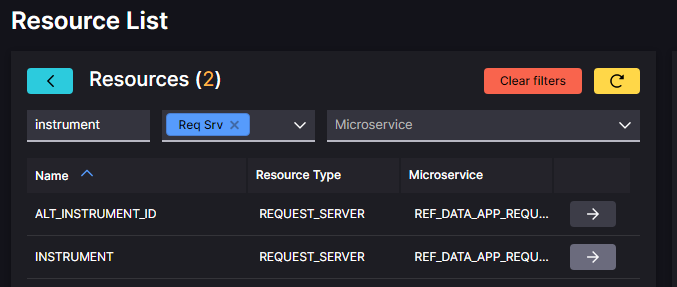 Resource List
Resources (2)
Clear filters
instrument
Req Srv
Microservice
Name Resource Type Microservice
ALT_INSTRUMENT_ID REQUEST_SERVER REF_DATA_APP_REQU...
INSTRUMENT REQUEST_SERVER REF_DATA_APP_REQU...